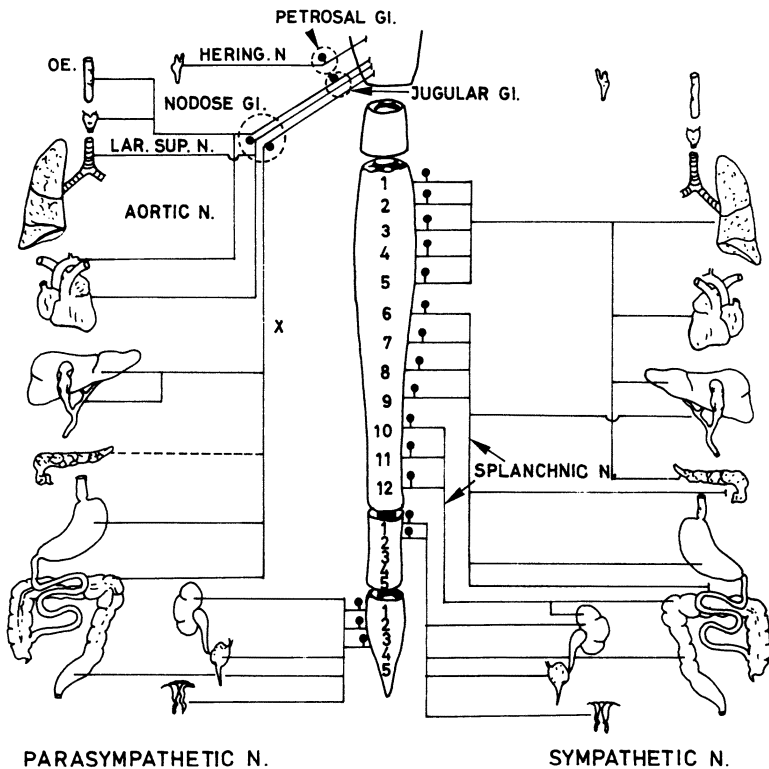 PETROSAL GI.
HERING. N
OE.
NODOSE GI.
JUGULAR GI.
LAR. SUP. N.
AORTIC N.
X
1
2
3
4
5
6
7
8
9
10
11
12
SPLANCHNIC N.
1
2
3
4
5
1
2
3
4
5
PARASYMPATHETIC N.
SYMPATHETIC N.